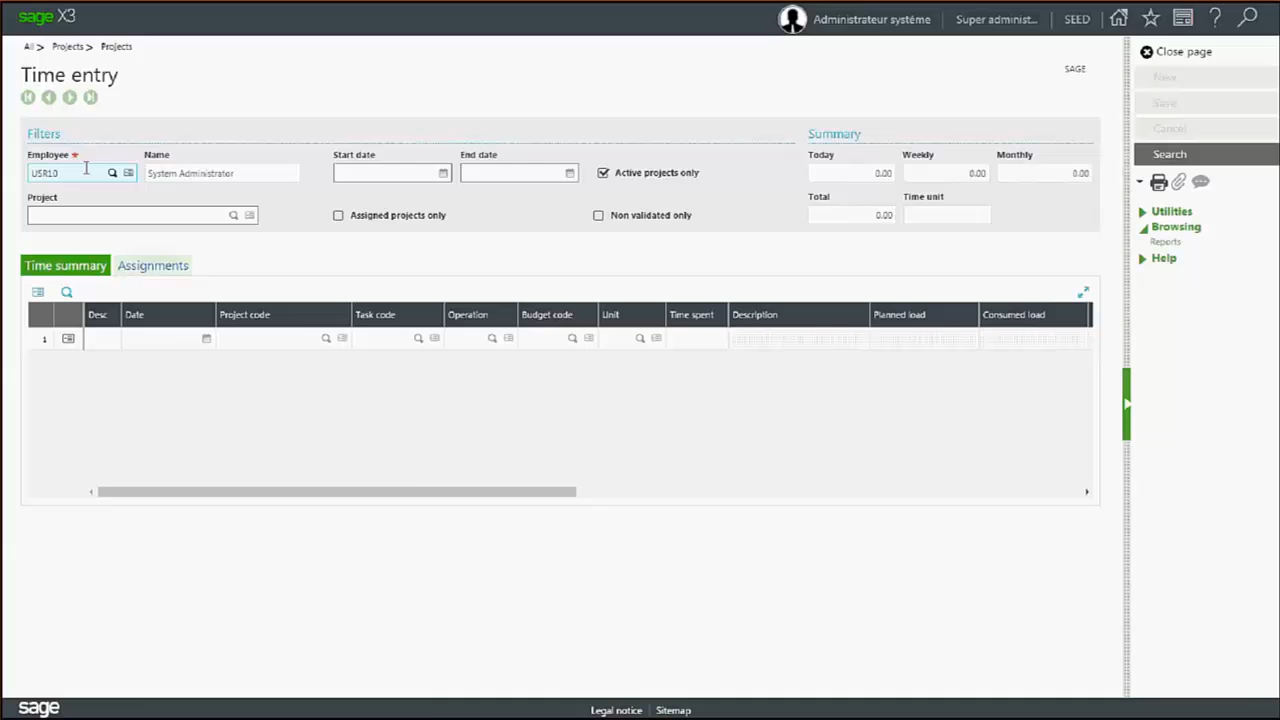 sage X3
Administrateur système Super administ... SEED
All > Projects > Projects
Time entry
SAGE
Filters
Employee * Name Start date End date
USR10 System Administrator Active projects only
Project
Assigned projects only Non validated only
Summary
Today Weekly Monthly
0.00 0.00 0.00
Total Time unit
0.00
Time summary Assignments
Desc Date Project code Task code Operation Budget code Unit Time spent Description Planned load Consumed load
1
Close page
New
Save
Cancel
Search
Utilities
Browsing
Reports
Help
sage Legal notice Sitemap